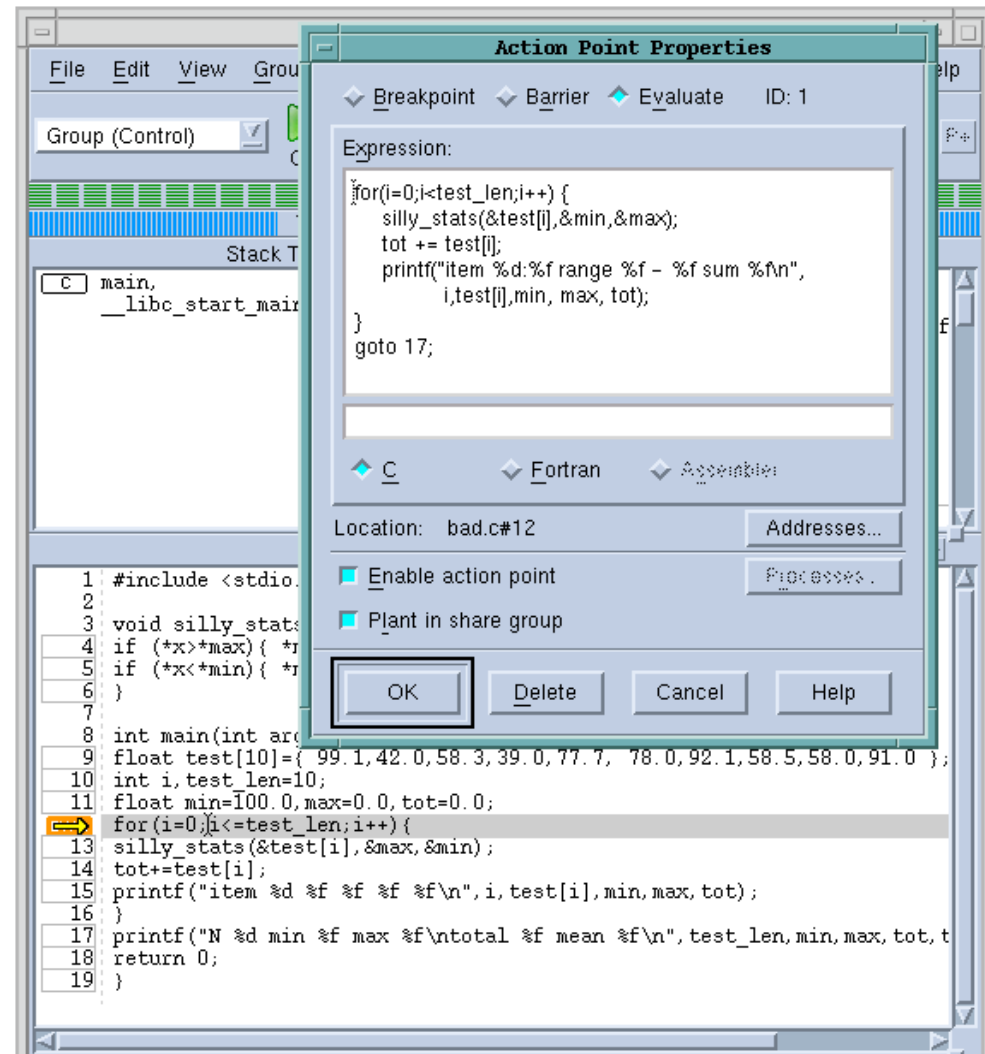 Action Point Properties
File Edit View Grou
elp
Breakpoint Barrier Evaluate ID: 1
Group (Control)
P+
Expression:
for(i=0;i<test_len;i++) {
silly_stats(&test[i],&min,&max);
tot += test[i];
printf("item %d:%f range %f - %f sum %f\n",
i,test[i],min, max, tot);
}
goto 17;
Stack T
C main,
__libc_start_mair
f
C Fortran Assembler
Location: bad.c#12 Addresses...
Enable action point Processes.
Plant in share group
OK Delete Cancel Help
1 #include <stdio.
2
3 void silly_stats
4 if (*x>*max){ *m
5 if (*x<*min){ *m
6 }
7
8 int main(int arg
9 float test[10]={ 99.1,42.0,58.3,39.0,77.7, 78.0,92.1,58.5,58.0,91.0 };
10 int i,test_len=10;
11 float min=100.0,max=0.0,tot=0.0;
for(i=0;i<=test_len;i++){
13 silly_stats(&test[i],&max,&min);
14 tot+=test[i];
15 printf("item %d %f %f %f %f\n",i,test[i],min,max,tot);
16 }
17 printf("N %d min %f max %f\ntotal %f mean %f\n",test_len,min,max,tot,t
18 return 0;
19 }